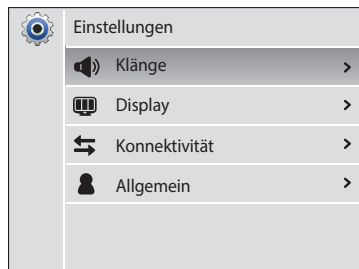 Einstellungen
Klänge
Display
Konnektivität
Allgemein